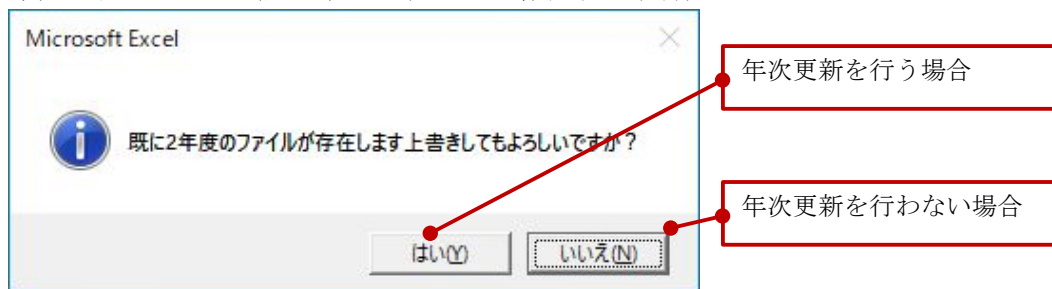 Microsoft Excel
年次更新を行う場合
既に2年度のファイルが存在します上書きしてもよろしいですか？
年次更新を行わない場合
はい(Y)
いいえ(N)